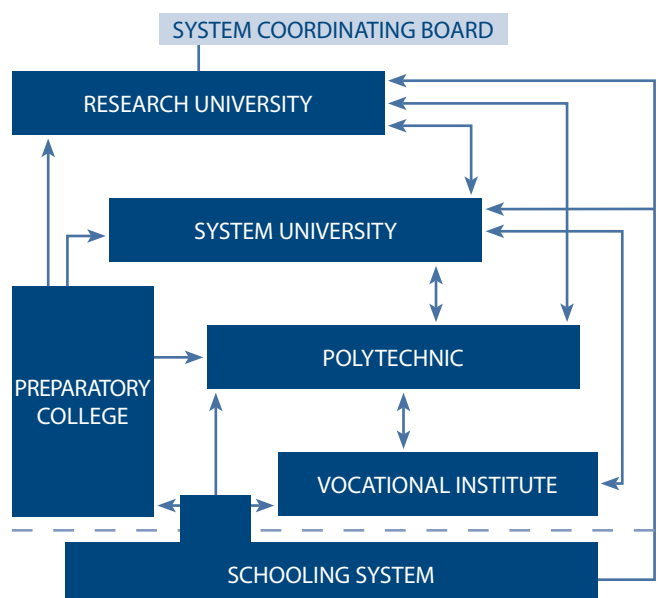 SYSTEM COORDINATING BOARD
RESEARCH UNIVERSITY
SYSTEM UNIVERSITY
POLYTECHNIC
PREPARATORY
COLLEGE
VOCATIONAL INSTITUTE
SCHOOLING SYSTEM